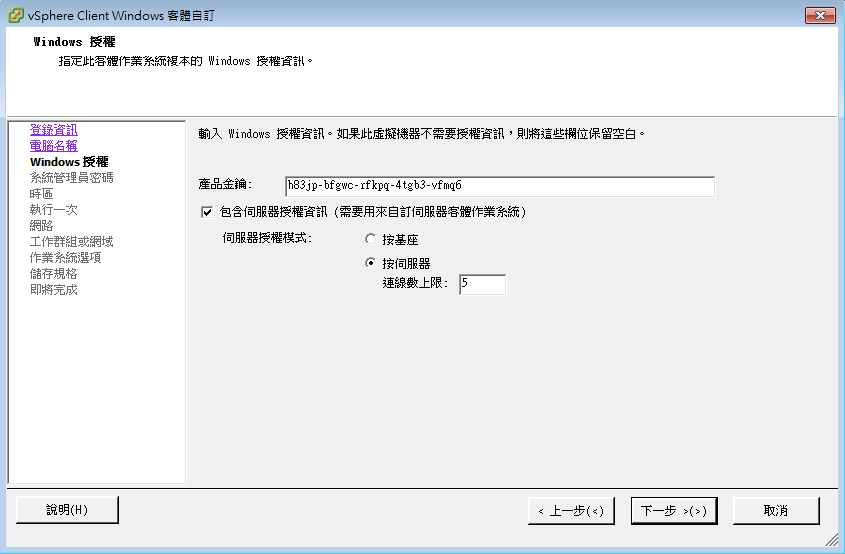 vSphere Client Windows 客體自訂
Windows 授權
指定此客體作業系統複本的 Windows 授權資訊。
登錄資訊
電腦名稱
Windows 授權
系統管理員密碼
時區
執行一次
網路
工作群組或網域
作業系統選項
儲存規格
即將完成
輸入 Windows 授權資訊。如果此虛擬機器不需要授權資訊，則將這些欄位保留空白。
產品金鑰: h83jp-bfgwc-rfkpq-4tgb3-vfmq6
包含伺服器授權資訊 (需要用來自訂伺服器客體作業系統)
伺服器授權模式: 按基座
按伺服器
連線數上限: 5
說明(H) < 上一步(<) 下一步 >(>) 取消